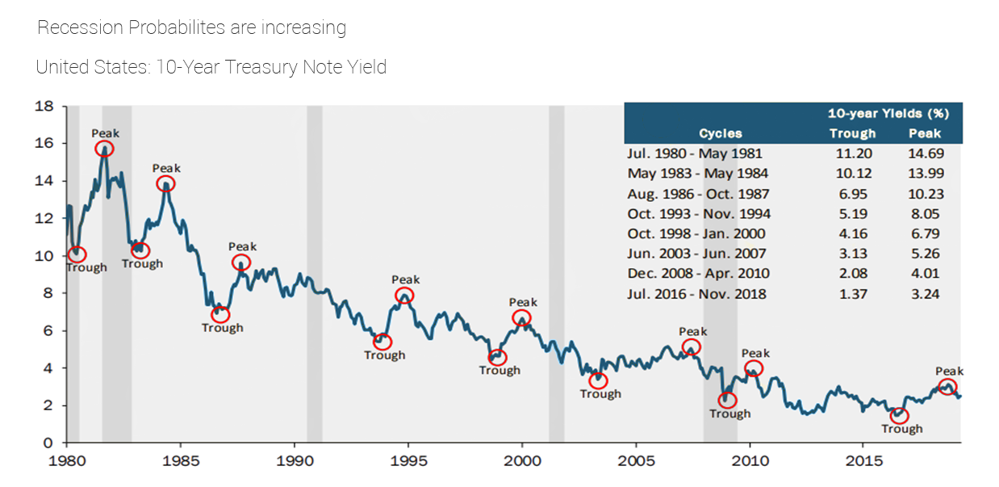 Recession Probabilites are increasing
United States: 10-Year Treasury Note Yield
10-year Yields (%)
Cycles Trough Peak
Jul. 1980 - May 1981 11.20 14.69
May 1983 - May 1984 10.12 13.99
Aug. 1986 - Oct. 1987 6.95 10.23
Oct. 1993 - Nov. 1994 5.19 8.05
Oct. 1998 - Jan. 2000 4.16 6.79
Jun. 2003 - Jun. 2007 3.13 5.26
Dec. 2008 - Apr. 2010 2.08 4.01
Jul. 2016 - Nov. 2018 1.37 3.24
18
16
14
12
10
8
6
4
2
0
Peak
Peak
Trough
Trough
Peak
Trough
Peak
Trough
Peak
Trough
Trough
Peak
Trough
Peak
Trough
Peak
1980 1985 1990 1995 2000 2005 2010 2015